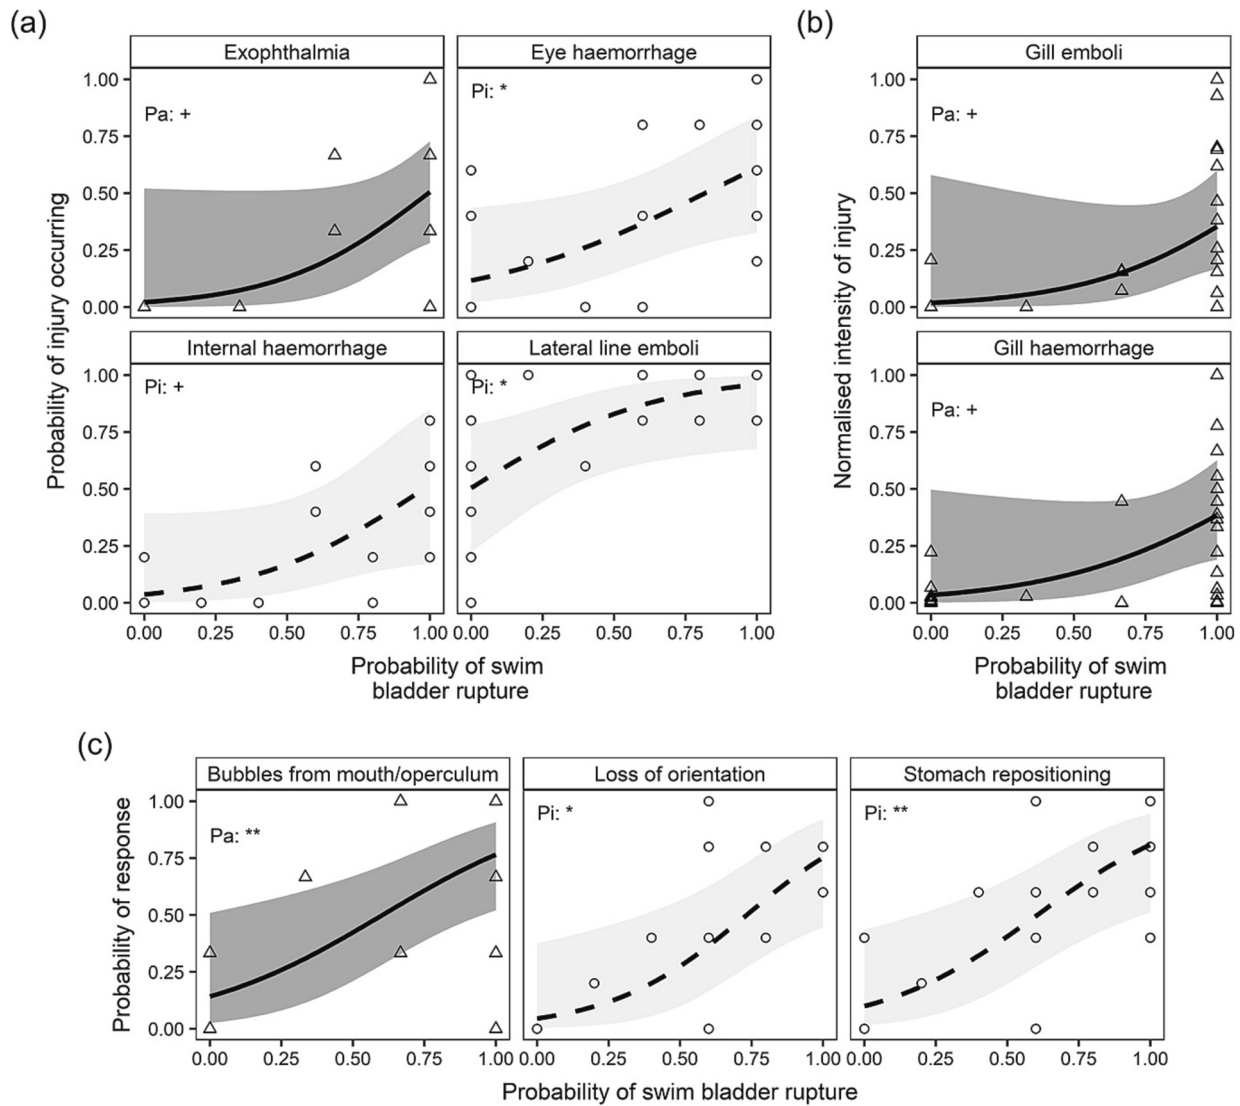 (a)
Exophthalmia
Eye haemorrhage
Pa: +
Pi: *
1.00
0.75
0.50
0.25
0.00
Internal haemorrhage
Lateral line emboli
Pi: +
Pi: *
1.00
0.75
0.50
0.25
0.00
Probability of injury occurring
0.00 0.25 0.50 0.75 1.00
0.00 0.25 0.50 0.75 1.00
Probability of swim
bladder rupture
(b)
Gill emboli
Pa: +
1.00
0.75
0.50
0.25
0.00
Gill haemorrhage
Pa: +
1.00
0.75
0.50
0.25
0.00
Normalised intensity of injury
0.00 0.25 0.50 0.75 1.00
Probability of swim
bladder rupture
(c)
Bubbles from mouth/operculum
Loss of orientation
Stomach repositioning
Pa: **
Pi: *
Pi: **
1.00
0.75
0.50
0.25
0.00
Probability of response
0.00 0.25 0.50 0.75 1.00
0.00 0.25 0.50 0.75 1.00
0.00 0.25 0.50 0.75 1.00
Probability of swim bladder rupture